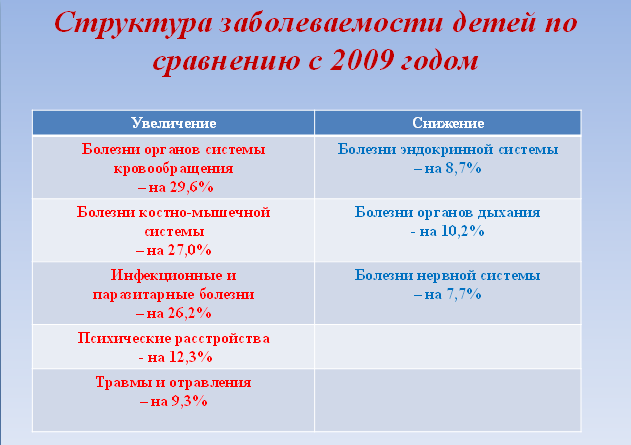 Структура заболеваемости детей по
сравнению с 2009 годом
Увеличение
Снижение
Болезни органов системы
кровообращения
– на 29,6%
Болезни эндокринной системы
– на 8,7%
Болезни костно-мышечной
системы
– на 27,0%
Болезни органов дыхания
- на 10,2%
Инфекционные и
паразитарные болезни
– на 26,2%
Болезни нервной системы
– на 7,7%
Психические расстройства
- на 12,3%
Травмы и отравления
– на 9,3%